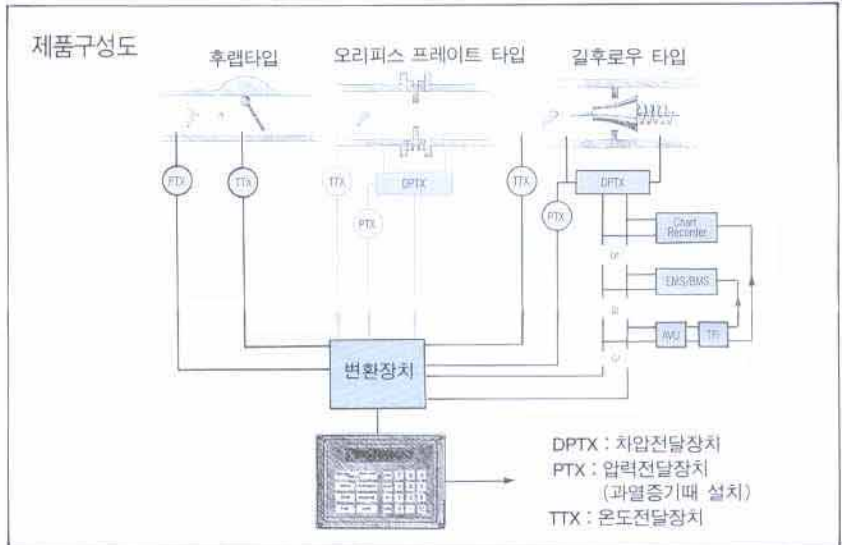 제품구성도
후랩타입
오리피스 프레이트 타입
길후로우 타입
PTX
TTX
TTX
DPTX
TTX
DPTX
PTX
PTX
Chart
Recorder
EMS/BMS
AVU
TFI
변환장치
DPTX : 차압전달장치
PTX : 압력전달장치
(과열증기때 설치)
TTX : 온도전달장치